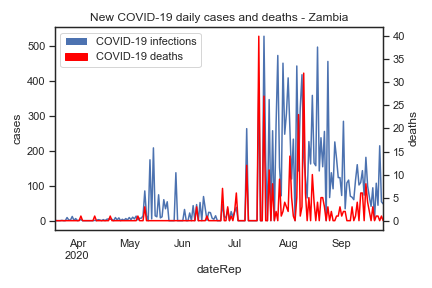 New COVID-19 daily cases and deaths - Zambia
COVID-19 infections
COVID-19 deaths
500
400
300
200
100
0
cases
40
35
30
25
20
15
10
5
0
deaths
Apr
2020
May
Jun
Jul
Aug
Sep
dateRep